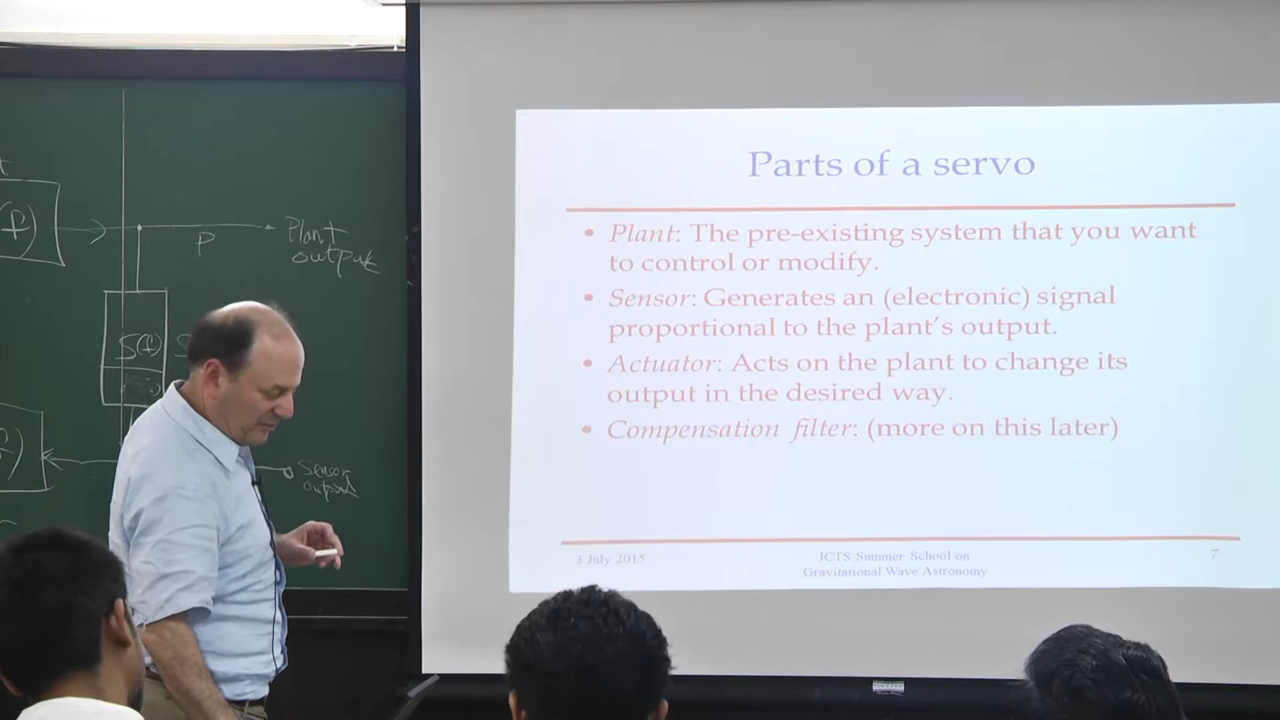 Parts of a servo
• Plant: The pre-existing system that you want
to control or modify.
• Sensor: Generates an (electronic) signal
proportional to the plant's output.
• Actuator: Acts on the plant to change its
output in the desired way.
• Compensation filter: (more on this later)
3 July 2015
ICTS Summer School on
Gravitational Wave Astronomy
7
(f)
P
Plant
output
S(f)
S
Sensor
output